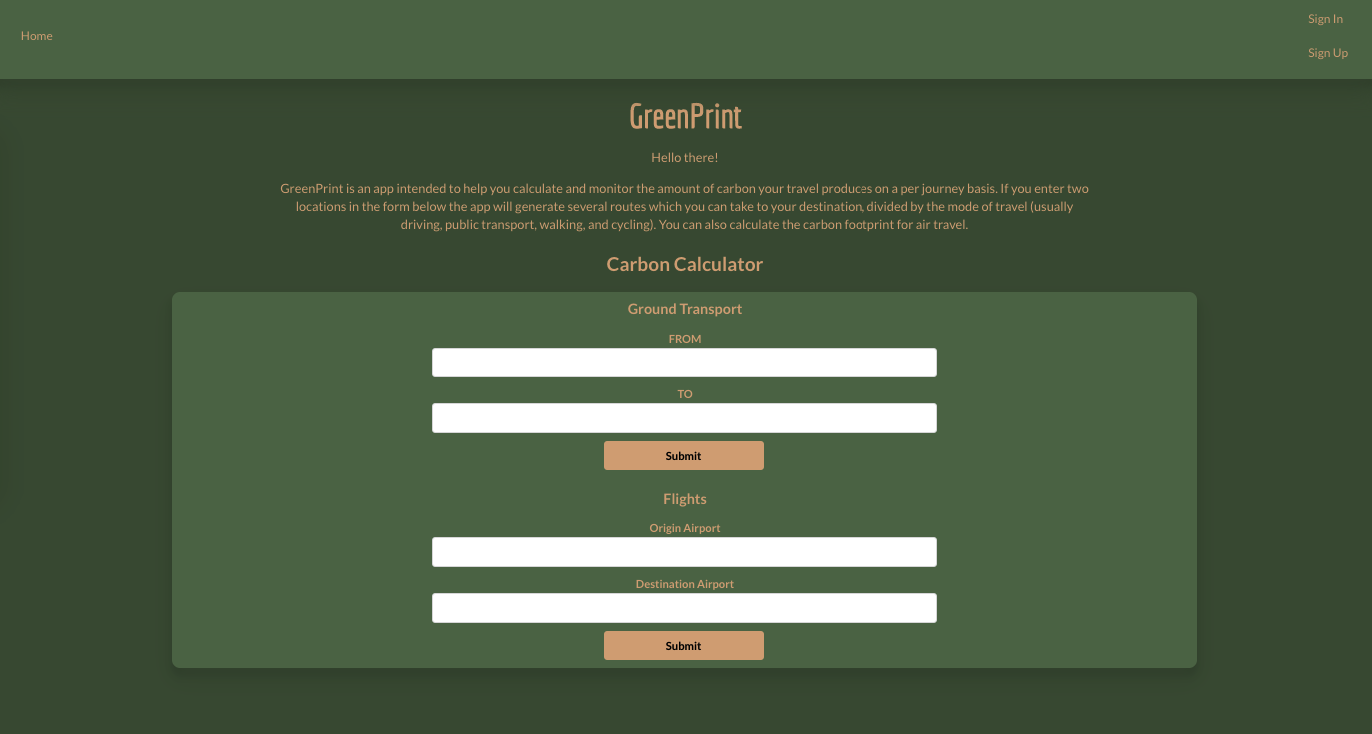 Home
Sign In
Sign Up
GreenPrint
Hello there!
GreenPrint is an app intended to help you calculate and monitor the amount of carbon your travel produces on a per journey basis. If you enter two
locations in the form below the app will generate several routes which you can take to your destination, divided by the mode of travel (usually
driving, public transport, walking, and cycling). You can also calculate the carbon footprint for air travel.
Carbon Calculator
Ground Transport
FROM
TO
Submit
Flights
Origin Airport
Destination Airport
Submit